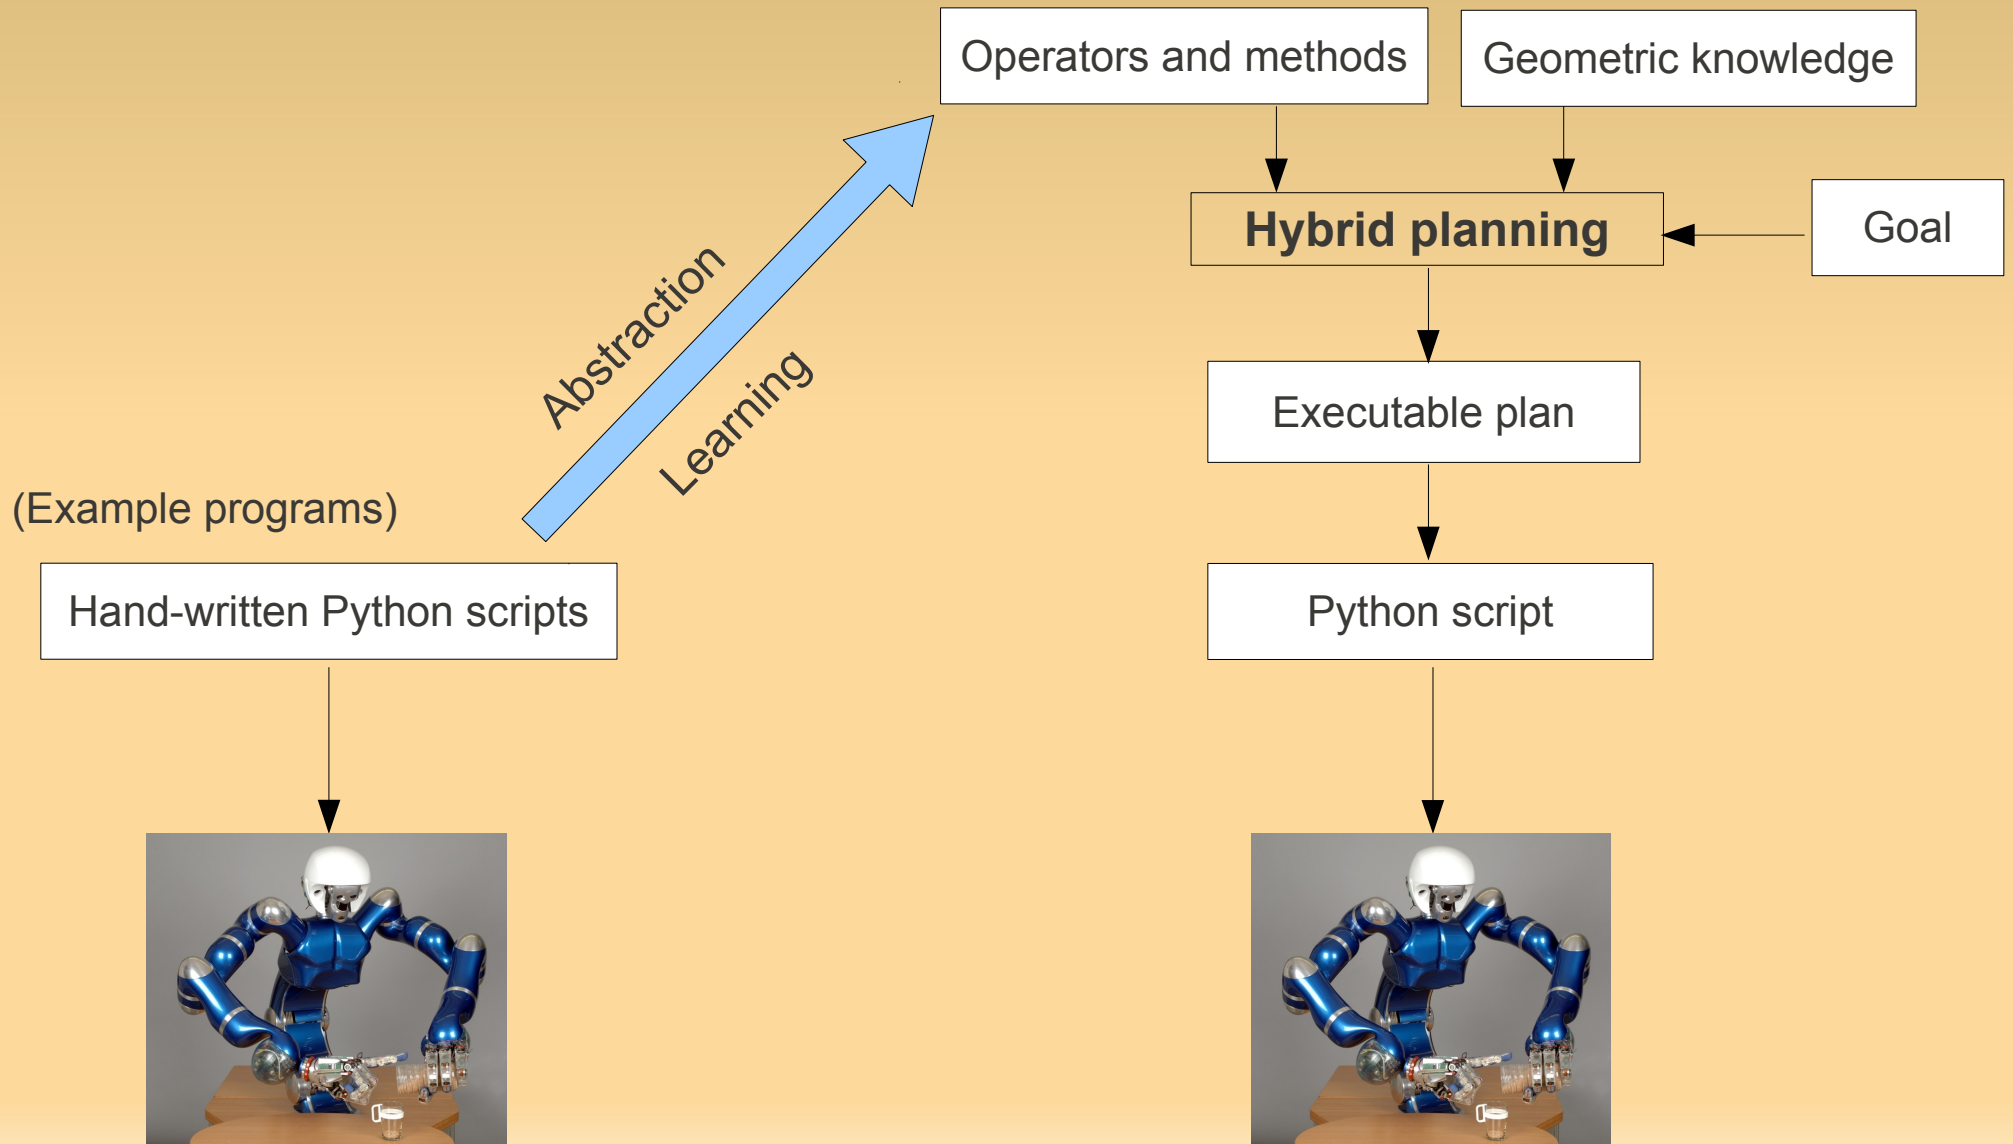 Operators and methods
Geometric knowledge
Hybrid planning
Goal
Abstraction
Learning
Executable plan
(Example programs)
Hand-written Python scripts
Python script